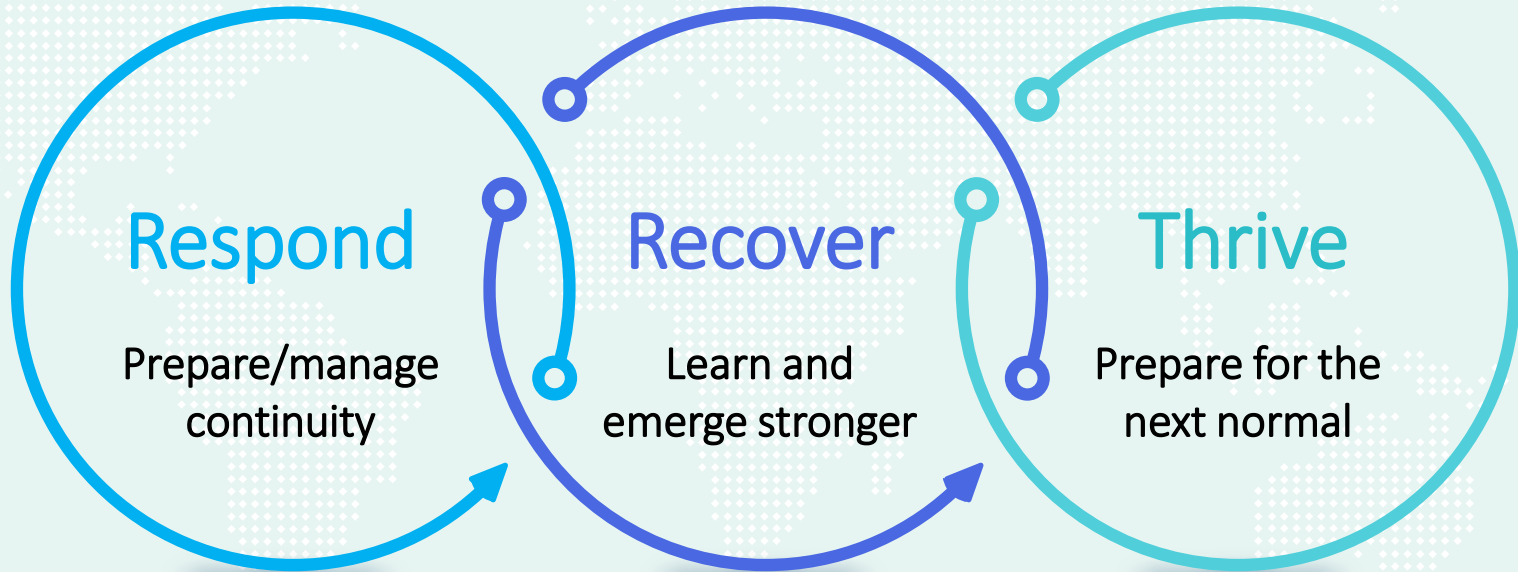 Respond
Prepare/manage
continuity
Recover
Learn and
emerge stronger
Thrive
Prepare for the
next normal